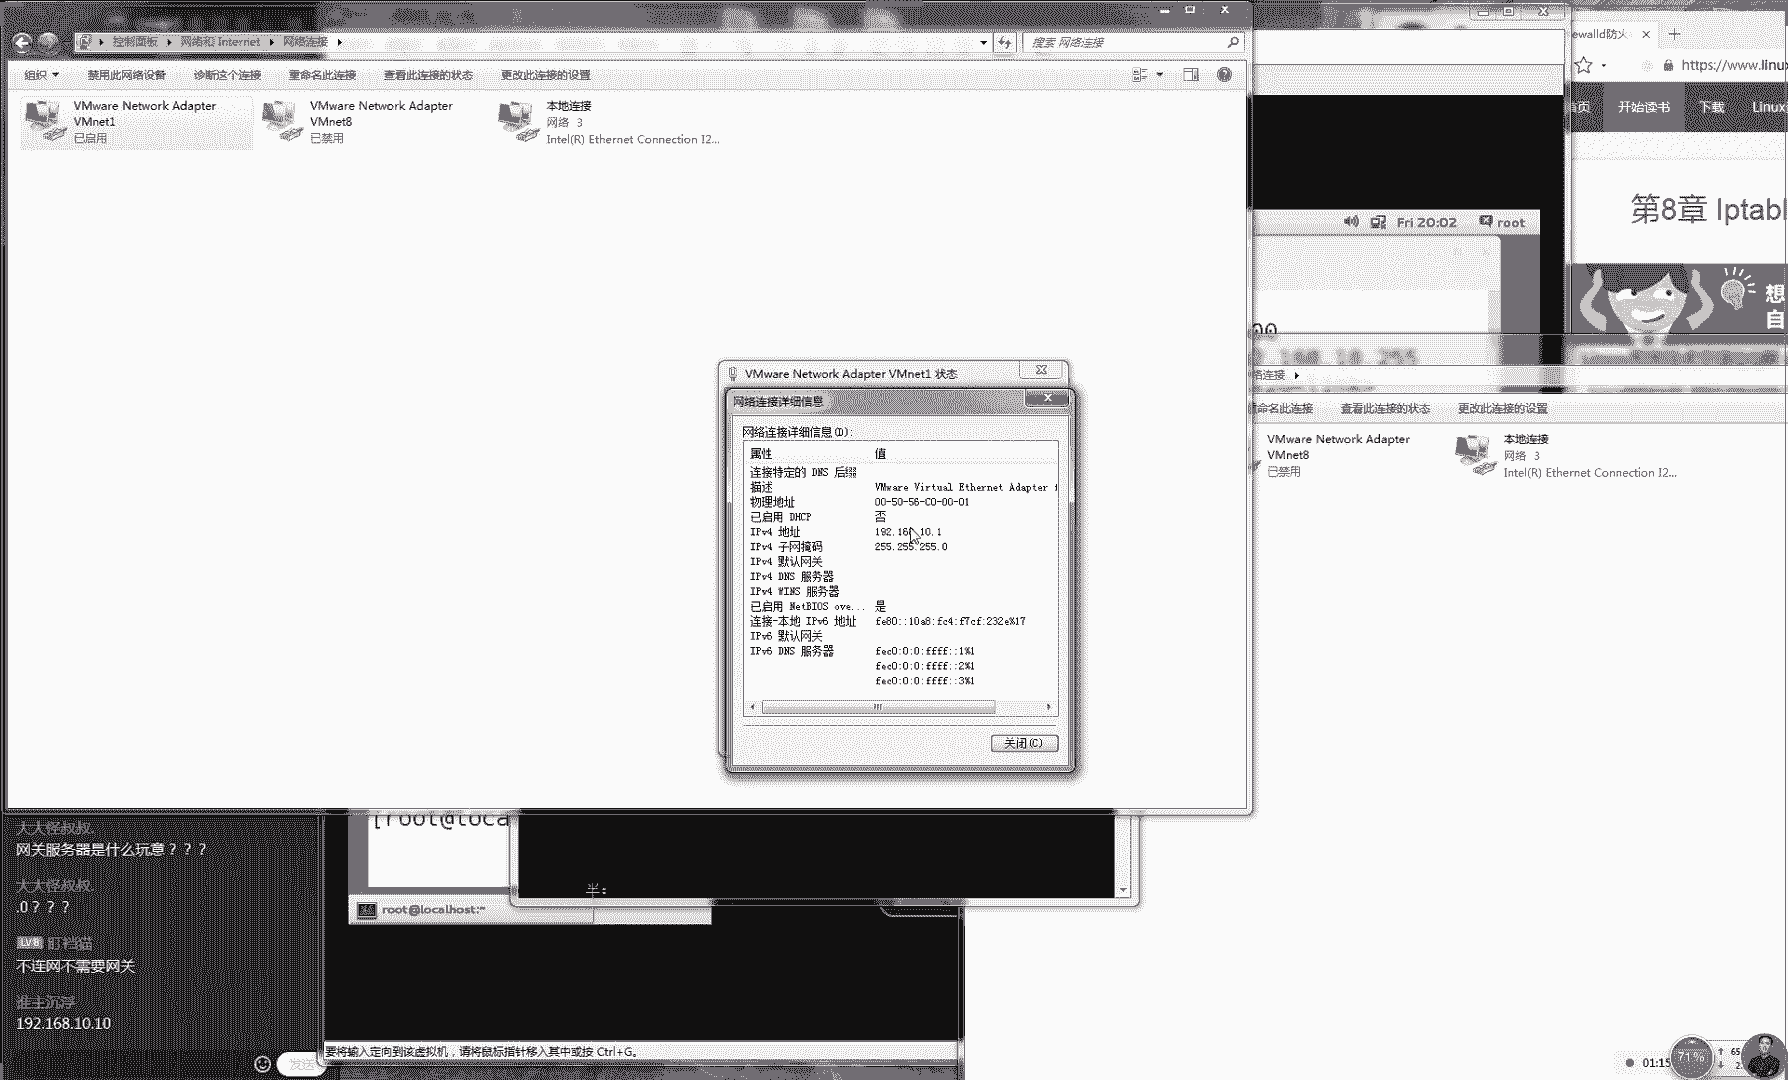 控制面板 ▸ 网络和 Internet ▸ 网络连接 ▸
搜索 网络连接
组织 禁用此网络设备 诊断这个连接 重命名此连接 查看此连接的状态 更改此连接的设置
VMware Network Adapter
VMnet1
已启用
VMware Network Adapter
VMnet8
已禁用
本地连接
网络 3
Intel(R) Ethernet Connection I2...
VMware Network Adapter VMnet1 状态
网络连接详细信息
网络连接详细信息(D):
属性 值
连接特定的 DNS 后缀
描述 VMware Virtual Ethernet Adapter f
物理地址 00-50-56-C0-00-01
已启用 DHCP 否
IPv4 地址 192.168.10.1
IPv4 子网掩码 255.255.255.0
IPv4 默认网关
IPv4 DNS 服务器
IPv4 WINS 服务器
已启用 NetBIOS ove... 是
连接-本地 IPv6 地址 fe80::10a8:fc4:f7cf:232e%17
IPv6 默认网关
IPv6 DNS 服务器 fec0:0:0:ffff::1%1
fec0:0:0:ffff::2%1
fec0:0:0:ffff::3%1
关闭(C)
ewalld防火
https://www.linux
首页 开始读书 下载 Linux
第8章 Iptabl
想
自
Fri 20:02 root
络连接 ▸
重命名此连接 查看此连接的状态 更改此连接的设置
VMware Network Adapter
VMnet8
已禁用
本地连接
网络 3
Intel(R) Ethernet Connection I2...
[root@loca
半:
root@localhost:~
要将输入定向到该虚拟机，请将鼠标指针移入其中或按 Ctrl+G。
大大怪叔叔
网关服务器是什么玩意？？？
大大怪叔叔
.0？？？
LV8
不连网不需要网关
谁主沉浮
192.168.10.10
发送
01:15
71%